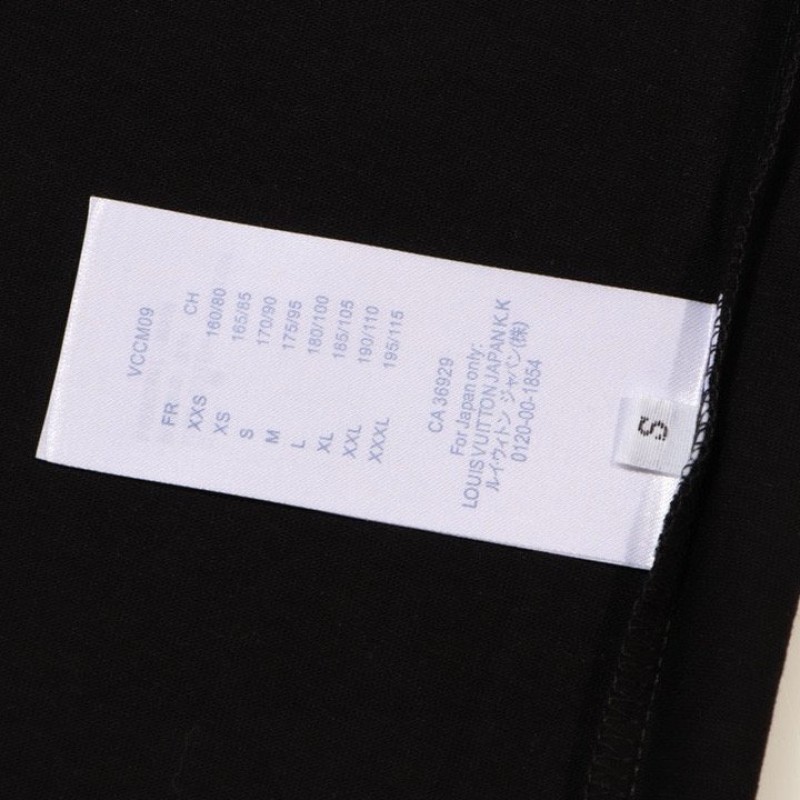 VCCM09
FR CH
XXS 160/80
XS 165/85
S 170/90
M 175/95
L 180/100
XL 185/105
XXL 190/110
XXXL 195/115
CA 36929
For Japan only:
LOUIS VUITTON JAPAN K.K
ルイ・ウィトン ジャパン(株)
0120-00-1854
S